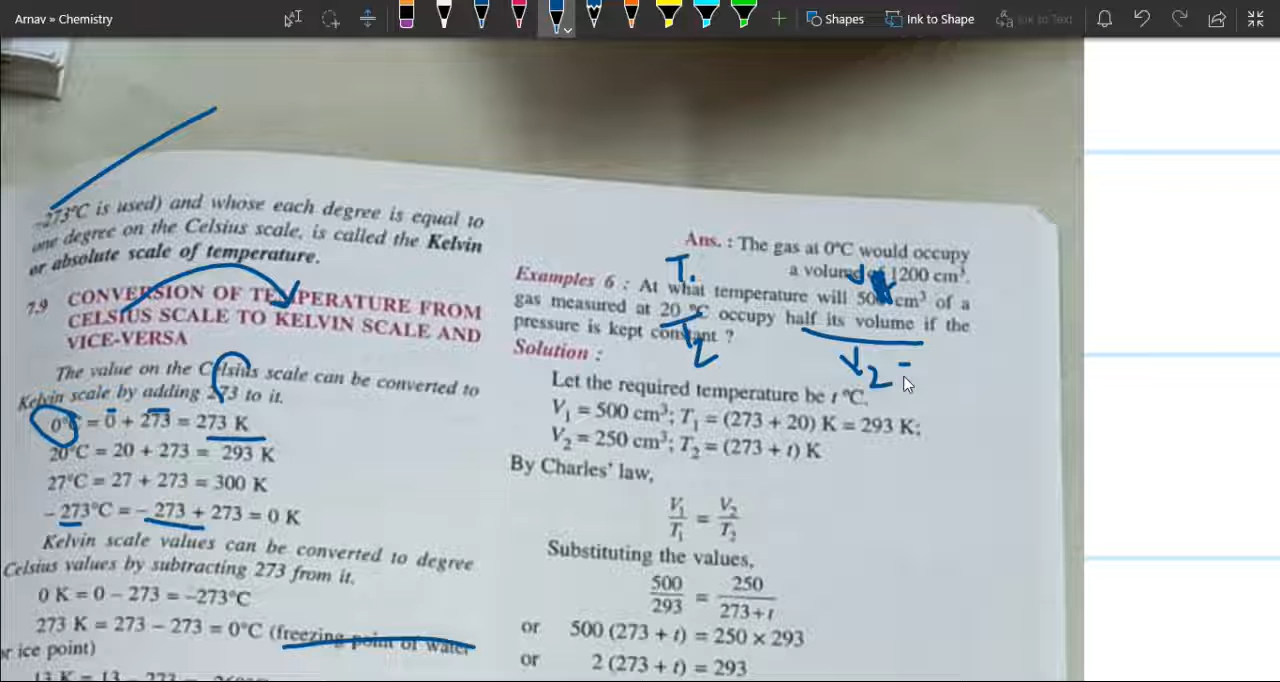 Arnav » Chemistry
Shapes
Ink to Shape
Ink to Text
-273°C is used) and whose each degree is equal to
one degree on the Celsius scale, is called the Kelvin
or absolute scale of temperature.
7.9 CONVERSION OF TEMPERATURE FROM
CELSIUS SCALE TO KELVIN SCALE AND
VICE-VERSA
The value on the Celsius scale can be converted to
Kelvin scale by adding 273 to it.
0°C = 0 + 273 = 273 K
20°C = 20 + 273 = 293 K
27°C = 27 + 273 = 300 K
– 273°C = – 273 + 273 = 0 K
Kelvin scale values can be converted to degree
Celsius values by subtracting 273 from it.
0 K = 0 – 273 = –273°C
273 K = 273 – 273 = 0°C (freezing point of water
or ice point)
13 K = 13 – 273 =
Ans. : The gas at 0°C would occupy
a volume of 1200 cm³.
T.
V
Examples 6 : At what temperature will 500 cm³ of a
gas measured at 20 °C occupy half its volume if the
pressure is kept constant ?
T2
V2 =
Solution :
Let the required temperature be t °C.
V₁ = 500 cm³; T₁ = (273 + 20) K = 293 K;
V₂ = 250 cm³; T₂ = (273 + t) K
By Charles' law,
V₁/T₁ = V₂/T₂
Substituting the values,
500/293 = 250/273+t
or 500 (273 + t) = 250 × 293
or 2 (273 + t) = 293